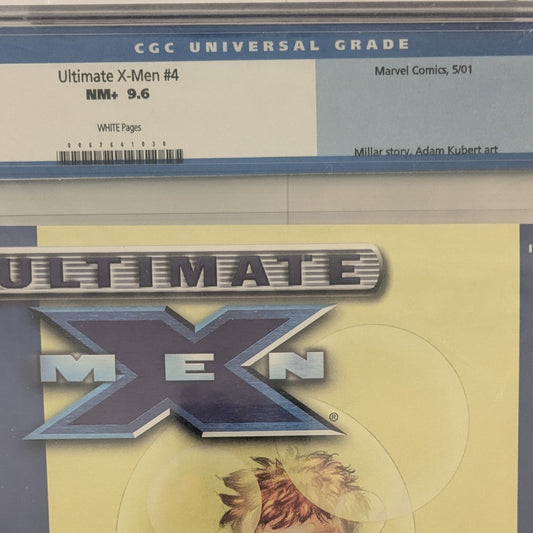 CGC UNIVERSAL GRADE
Ultimate X-Men #4
NM+ 9.6
WHITE Pages
Marvel Comics, 5/01
Millar story, Adam Kubert art
ULTIMATE
X
MEN
®